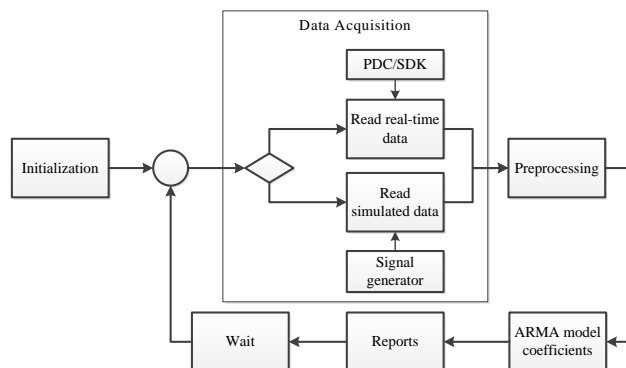 Data Acquisition
PDC/SDK
Read real-time
data
Initialization
Preprocessing
Read
simulated data
Signal
generator
Wait
Reports
ARMA model
coefficients